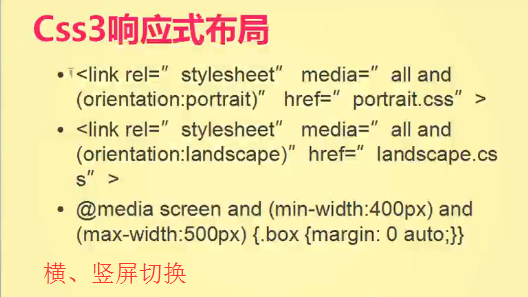 Css3响应式布局
• <link rel=”stylesheet” media=”all and
(orientation:portrait)” href=”portrait.css”>
• <link rel=”stylesheet” media=”all and
(orientation:landscape)”href=”landscape.cs
s”>
• @media screen and (min-width:400px) and
(max-width:500px) {.box {margin: 0 auto;}}
横、竖屏切换